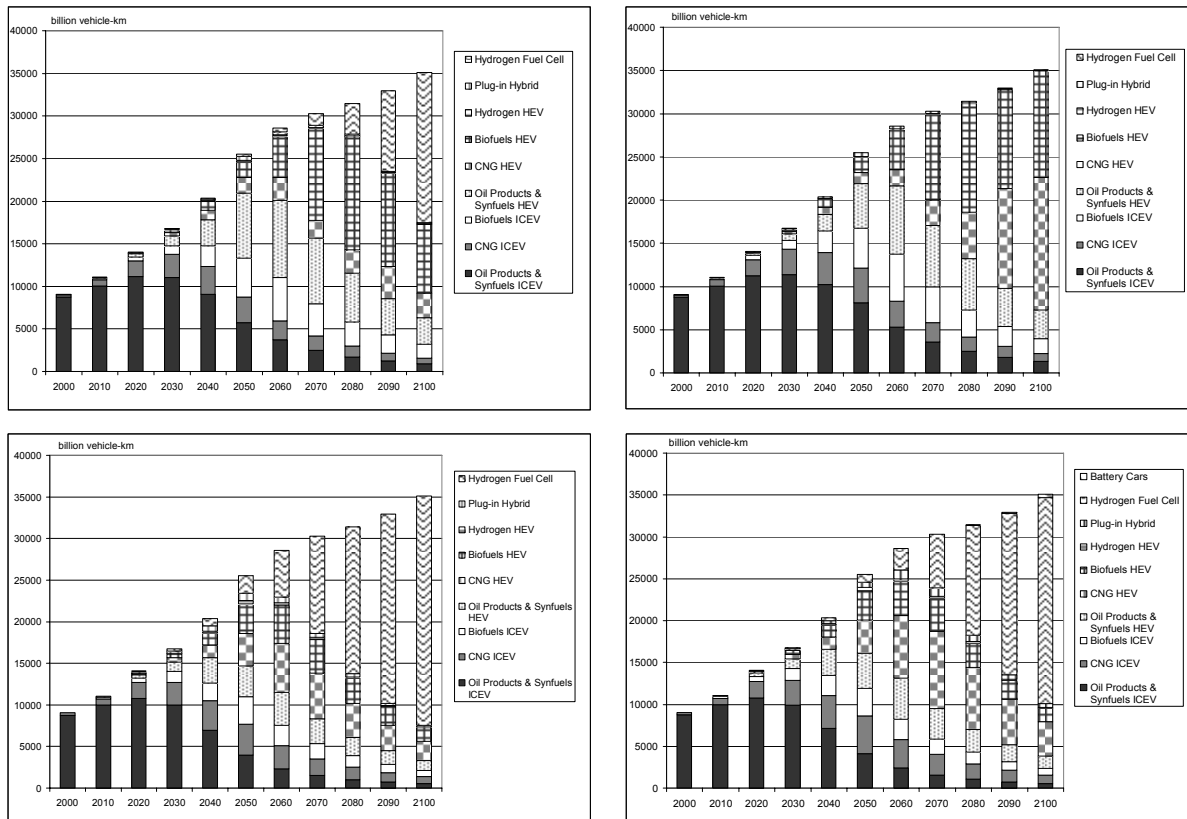 billion vehicle-km
40000
35000
30000
25000
20000
15000
10000
5000
0
2000 2010 2020 2030 2040 2050 2060 2070 2080 2090 2100
Hydrogen Fuel Cell
Plug-in Hybrid
Hydrogen HEV
Biofuels HEV
CNG HEV
Oil Products &
Synfuels HEV
Biofuels ICEV
CNG ICEV
Oil Products &
Synfuels ICEV
billion vehicle-km
40000
35000
30000
25000
20000
15000
10000
5000
0
2000 2010 2020 2030 2040 2050 2060 2070 2080 2090 2100
Hydrogen Fuel Cell
Plug-in Hybrid
Hydrogen HEV
Biofuels HEV
CNG HEV
Oil Products &
Synfuels HEV
Biofuels ICEV
CNG ICEV
Oil Products &
Synfuels ICEV
billion vehicle-km
40000
35000
30000
25000
20000
15000
10000
5000
0
2000 2010 2020 2030 2040 2050 2060 2070 2080 2090 2100
Hydrogen Fuel Cell
Plug-in Hybrid
Hydrogen HEV
Biofuels HEV
CNG HEV
Oil Products & Synfuels
HEV
Biofuels ICEV
CNG ICEV
Oil Products & Synfuels
ICEV
billion vehicle-km
40000
35000
30000
25000
20000
15000
10000
5000
0
2000 2010 2020 2030 2040 2050 2060 2070 2080 2090 2100
Battery Cars
Hydrogen Fuel Cell
Plug-in Hybrid
Hydrogen HEV
Biofuels HEV
CNG HEV
Oil Products &
Synfuels HEV
Biofuels ICEV
CNG ICEV
Oil Products &
Synfuels ICEV